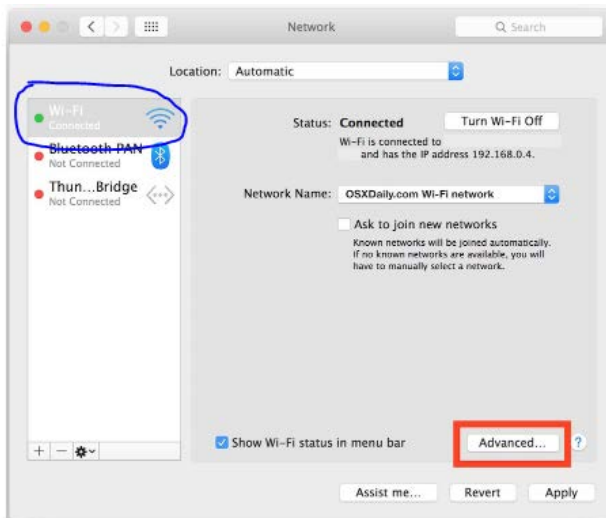 Network
Search
Location: Automatic
Wi-Fi
Connected
Bluetooth PAN
Not Connected
Thun...Bridge
Not Connected
Status: Connected
Turn Wi-Fi Off
Wi-Fi is connected to
and has the IP address 192.168.0.4.
Network Name: OSXDaily.com Wi-Fi network
Ask to join new networks
Known networks will be joined automatically.
If no known networks are available, you will
have to manually select a network.
Show Wi-Fi status in menu bar
Advanced...
?
Assist me...
Revert
Apply